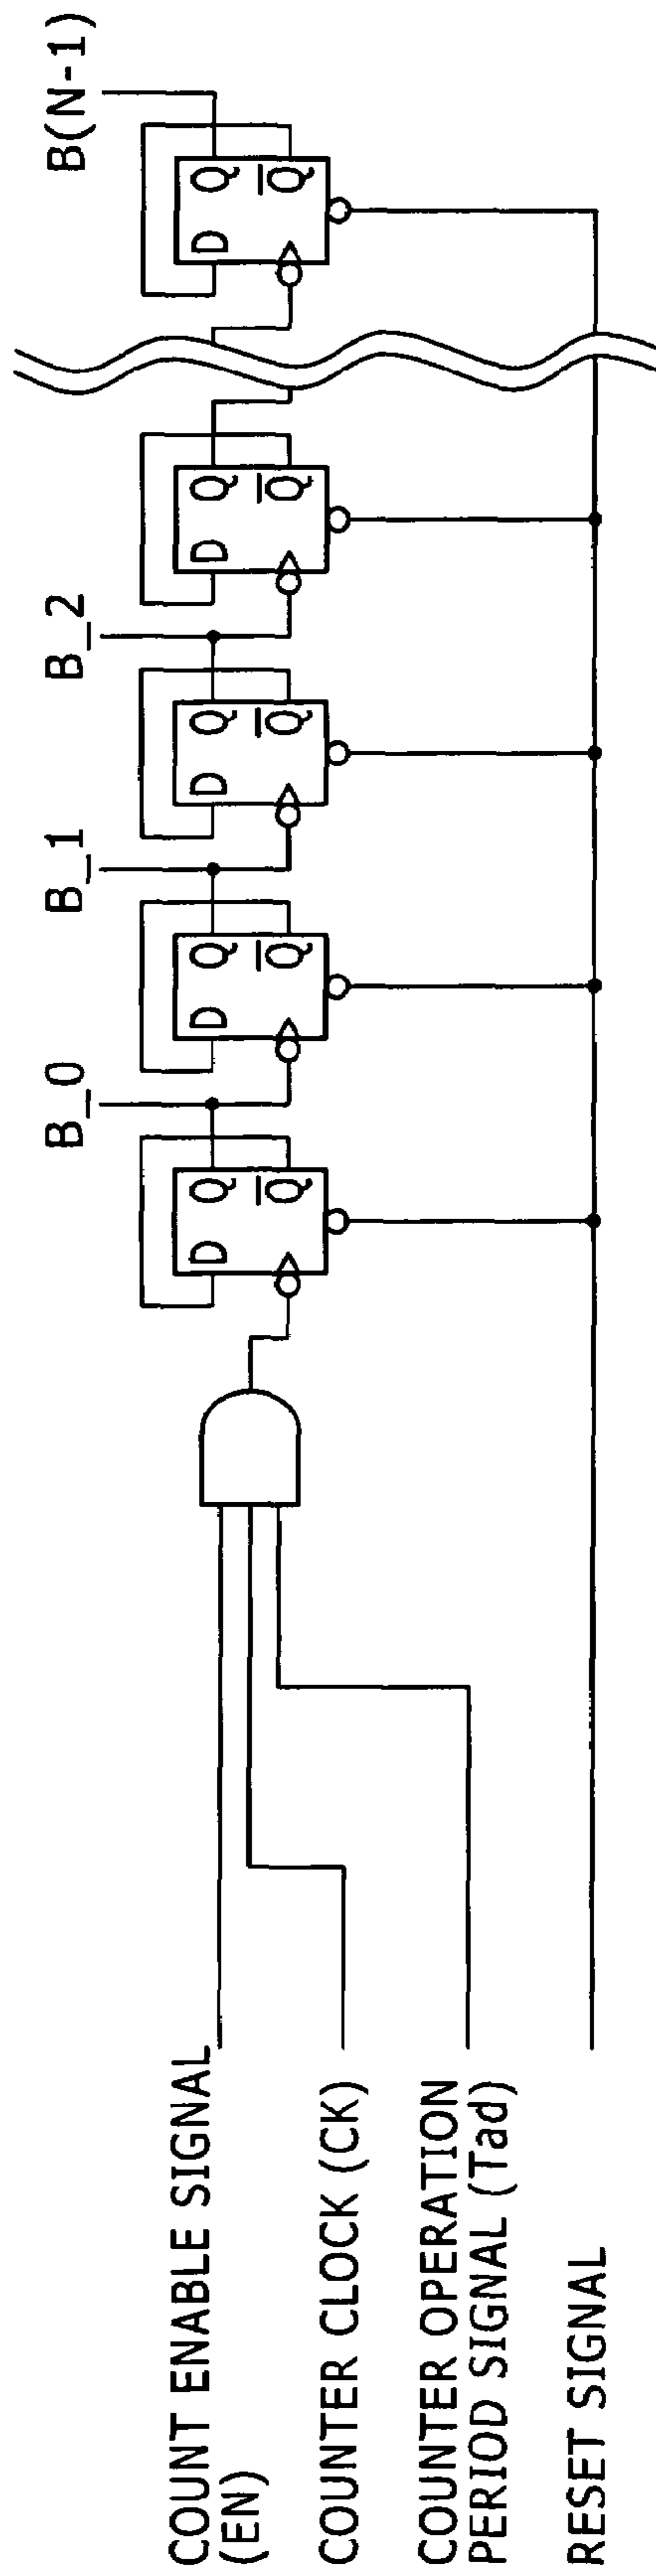 COUNT ENABLE SIGNAL
(EN)
COUNTER CLOCK (CK)
COUNTER OPERATION
PERIOD SIGNAL (Tad)
RESET SIGNAL
B_0
B_1
B_2
B(N-1)
D Q
Q̅
D Q
Q̅
D Q
Q̅
D Q
Q̅
D Q
Q̅